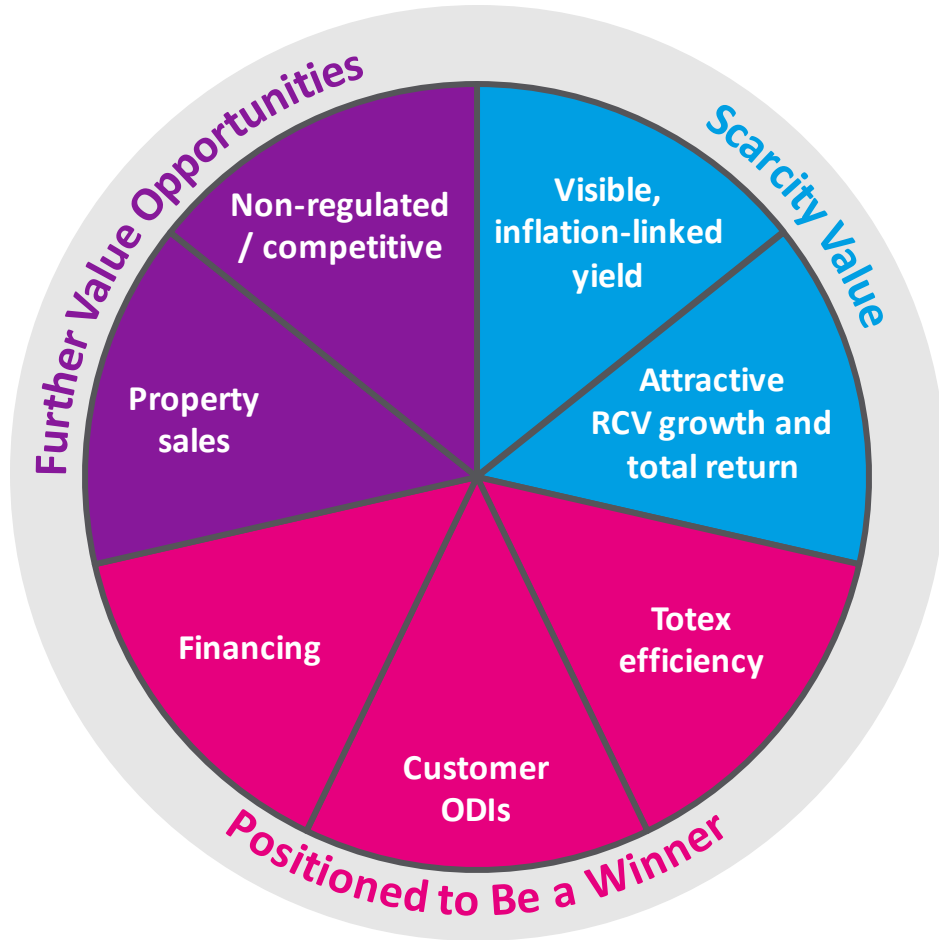 Scarcity Value
Visible,
inflation-linked
yield
Attractive
RCV growth and
total return
Positioned to Be a Winner
Totex
efficiency
Customer
ODIs
Financing
Further Value Opportunities
Property
sales
Non-regulated
/ competitive